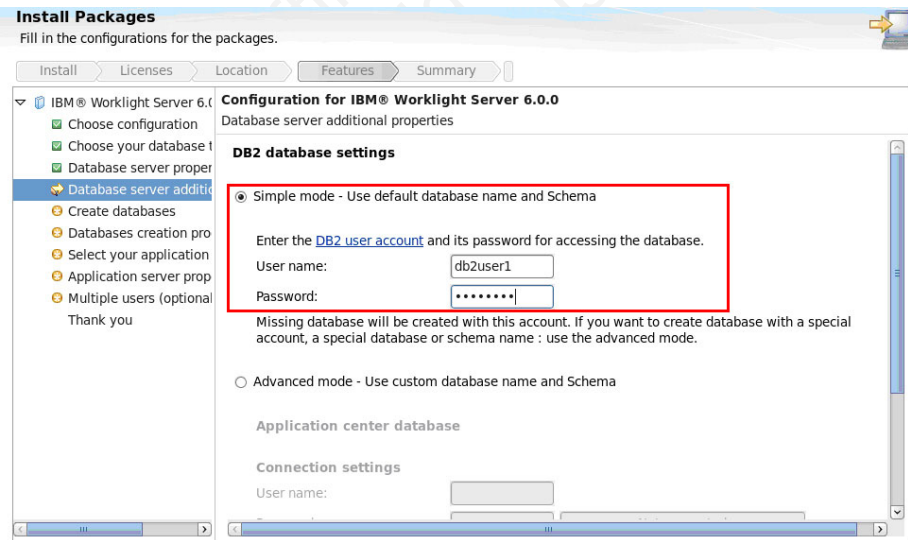 Install Packages
Fill in the configurations for the packages.
Install
Licenses
Location
Features
Summary
IBM® Worklight Server 6.0
Choose configuration
Choose your database t
Database server proper
Database server additio
Create databases
Databases creation pro
Select your application
Application server prop
Multiple users (optional
Thank you
Configuration for IBM® Worklight Server 6.0.0
Database server additional properties
DB2 database settings
Simple mode - Use default database name and Schema
Enter the DB2 user account and its password for accessing the database.
User name:
db2user1
Password:
••••••••
Missing database will be created with this account. If you want to create database with a special
account, a special database or schema name : use the advanced mode.
Advanced mode - Use custom database name and Schema
Application center database
Connection settings
User name: